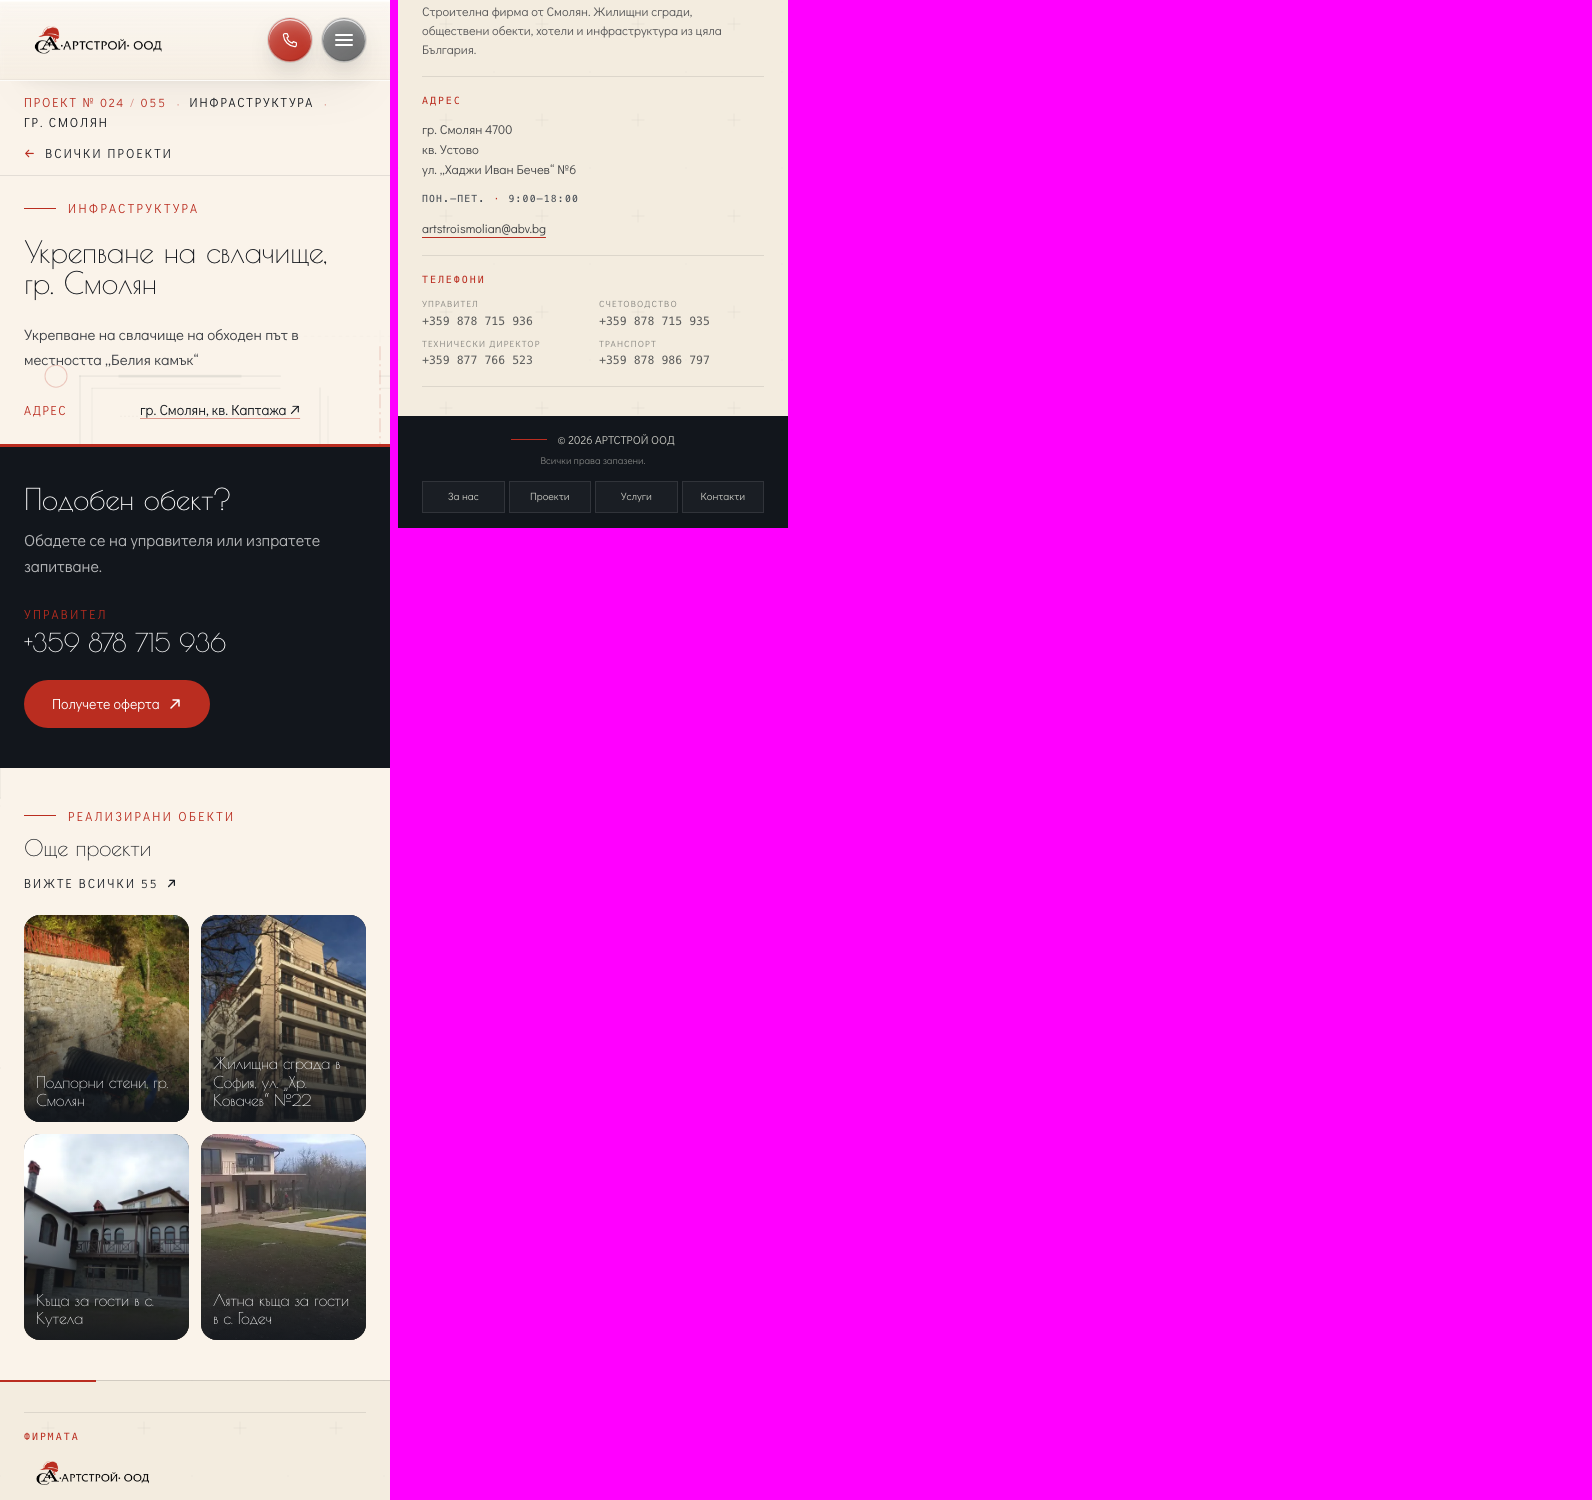 АРТСТРОЙ· ООД
ПРОЕКТ № 024 / 055 · ИНФРАСТРУКТУРА ·
ГР. СМОЛЯН
← ВСИЧКИ ПРОЕКТИ
ИНФРАСТРУКТУРА
Укрепване на свлачище,
гр. Смолян
Укрепване на свлачище на обходен път в
местността „Белия камък“
АДРЕС
гр. Смолян, кв. Каптажа ↗
Подобен обект?
Обадете се на управителя или изпратете
запитване.
УПРАВИТЕЛ
+359 878 715 936
Получете оферта ↗
РЕАЛИЗИРАНИ ОБЕКТИ
Още проекти
ВИЖТЕ ВСИЧКИ 55 ↗
Подпорни стени, гр.
Смолян
Жилищна сграда в
София, ул. „Хр.
Ковачев“ №22
Къща за гости в с.
Кутела
Лятна къща за гости
в с. Годеч
ФИРМАТА
АРТСТРОЙ· ООД
Строителна фирма от Смолян. Жилищни сгради,
обществени обекти, хотели и инфраструктура из цяла
България.
АДРЕС
гр. Смолян 4700
кв. Устово
ул. „Хаджи Иван Бечев“ №6
ПОН.—ПЕТ. · 9:00—18:00
artstroismolian@abv.bg
ТЕЛЕФОНИ
УПРАВИТЕЛ
+359 878 715 936
СЧЕТОВОДСТВО
+359 878 715 935
ТЕХНИЧЕСКИ ДИРЕКТОР
+359 877 766 523
ТРАНСПОРТ
+359 878 986 797
© 2026 АРТСТРОЙ ООД
Всички права запазени.
За нас
Проекти
Услуги
Контакти